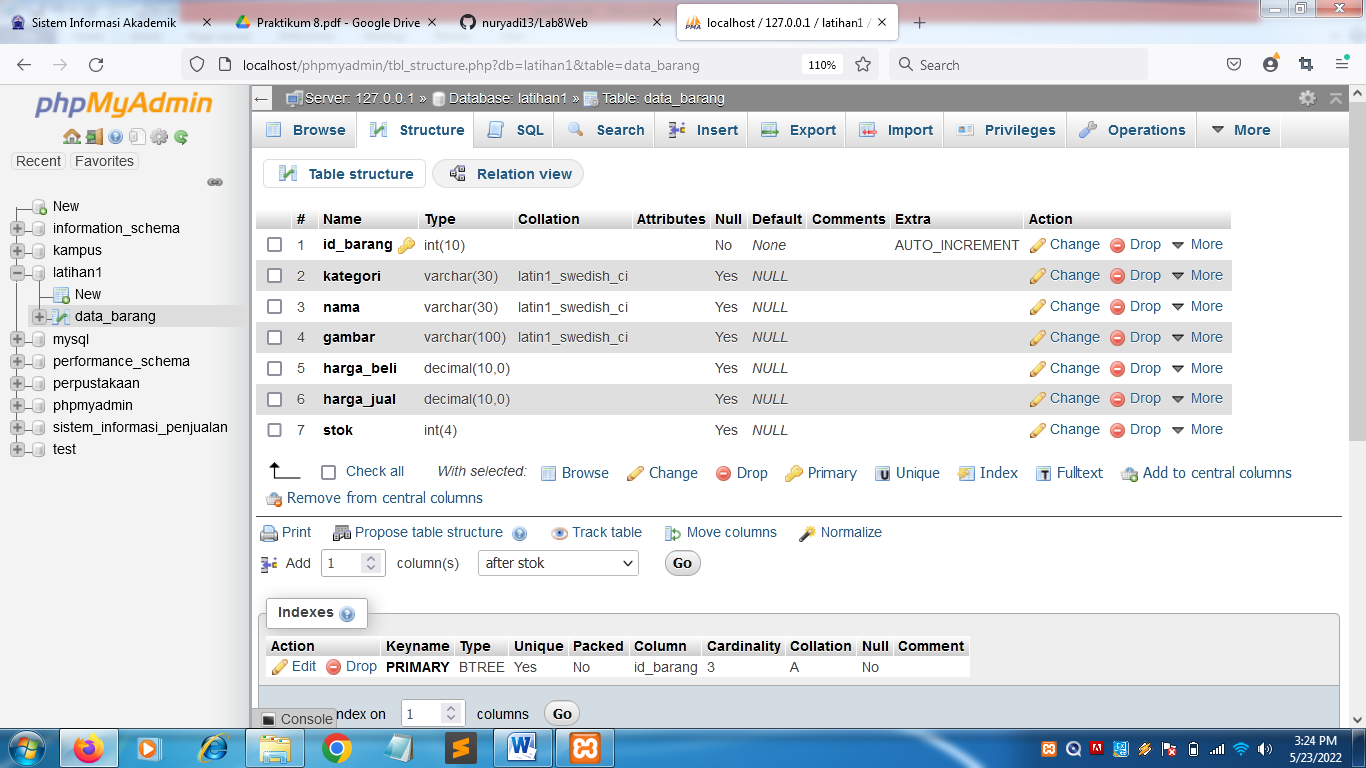 Sistem Informasi Akademik
Praktikum 8.pdf - Google Drive
nuryadi13/Lab8Web
localhost / 127.0.0.1 / latihan1 /
localhost/phpmyadmin/tbl_structure.php?db=latihan1&table=data_barang
110%
Search
phpMyAdmin
Recent Favorites
New
information_schema
kampus
latihan1
New
data_barang
mysql
performance_schema
perpustakaan
phpmyadmin
sistem_informasi_penjualan
test
Server: 127.0.0.1 » Database: latihan1 » Table: data_barang
Browse Structure SQL Search Insert Export Import Privileges Operations More
Table structure Relation view
# Name Type Collation Attributes Null Default Comments Extra Action
1 id_barang int(10) No None AUTO_INCREMENT Change Drop More
2 kategori varchar(30) latin1_swedish_ci Yes NULL Change Drop More
3 nama varchar(30) latin1_swedish_ci Yes NULL Change Drop More
4 gambar varchar(100) latin1_swedish_ci Yes NULL Change Drop More
5 harga_beli decimal(10,0) Yes NULL Change Drop More
6 harga_jual decimal(10,0) Yes NULL Change Drop More
7 stok int(4) Yes NULL Change Drop More
Check all With selected: Browse Change Drop Primary Unique Index Fulltext Add to central columns
Remove from central columns
Print Propose table structure Track table Move columns Normalize
Add 1 column(s) after stok Go
Indexes
Action Keyname Type Unique Packed Column Cardinality Collation Null Comment
Edit Drop PRIMARY BTREE Yes No id_barang 3 A No
ndex on 1 columns Go
Console
3:24 PM
5/23/2022